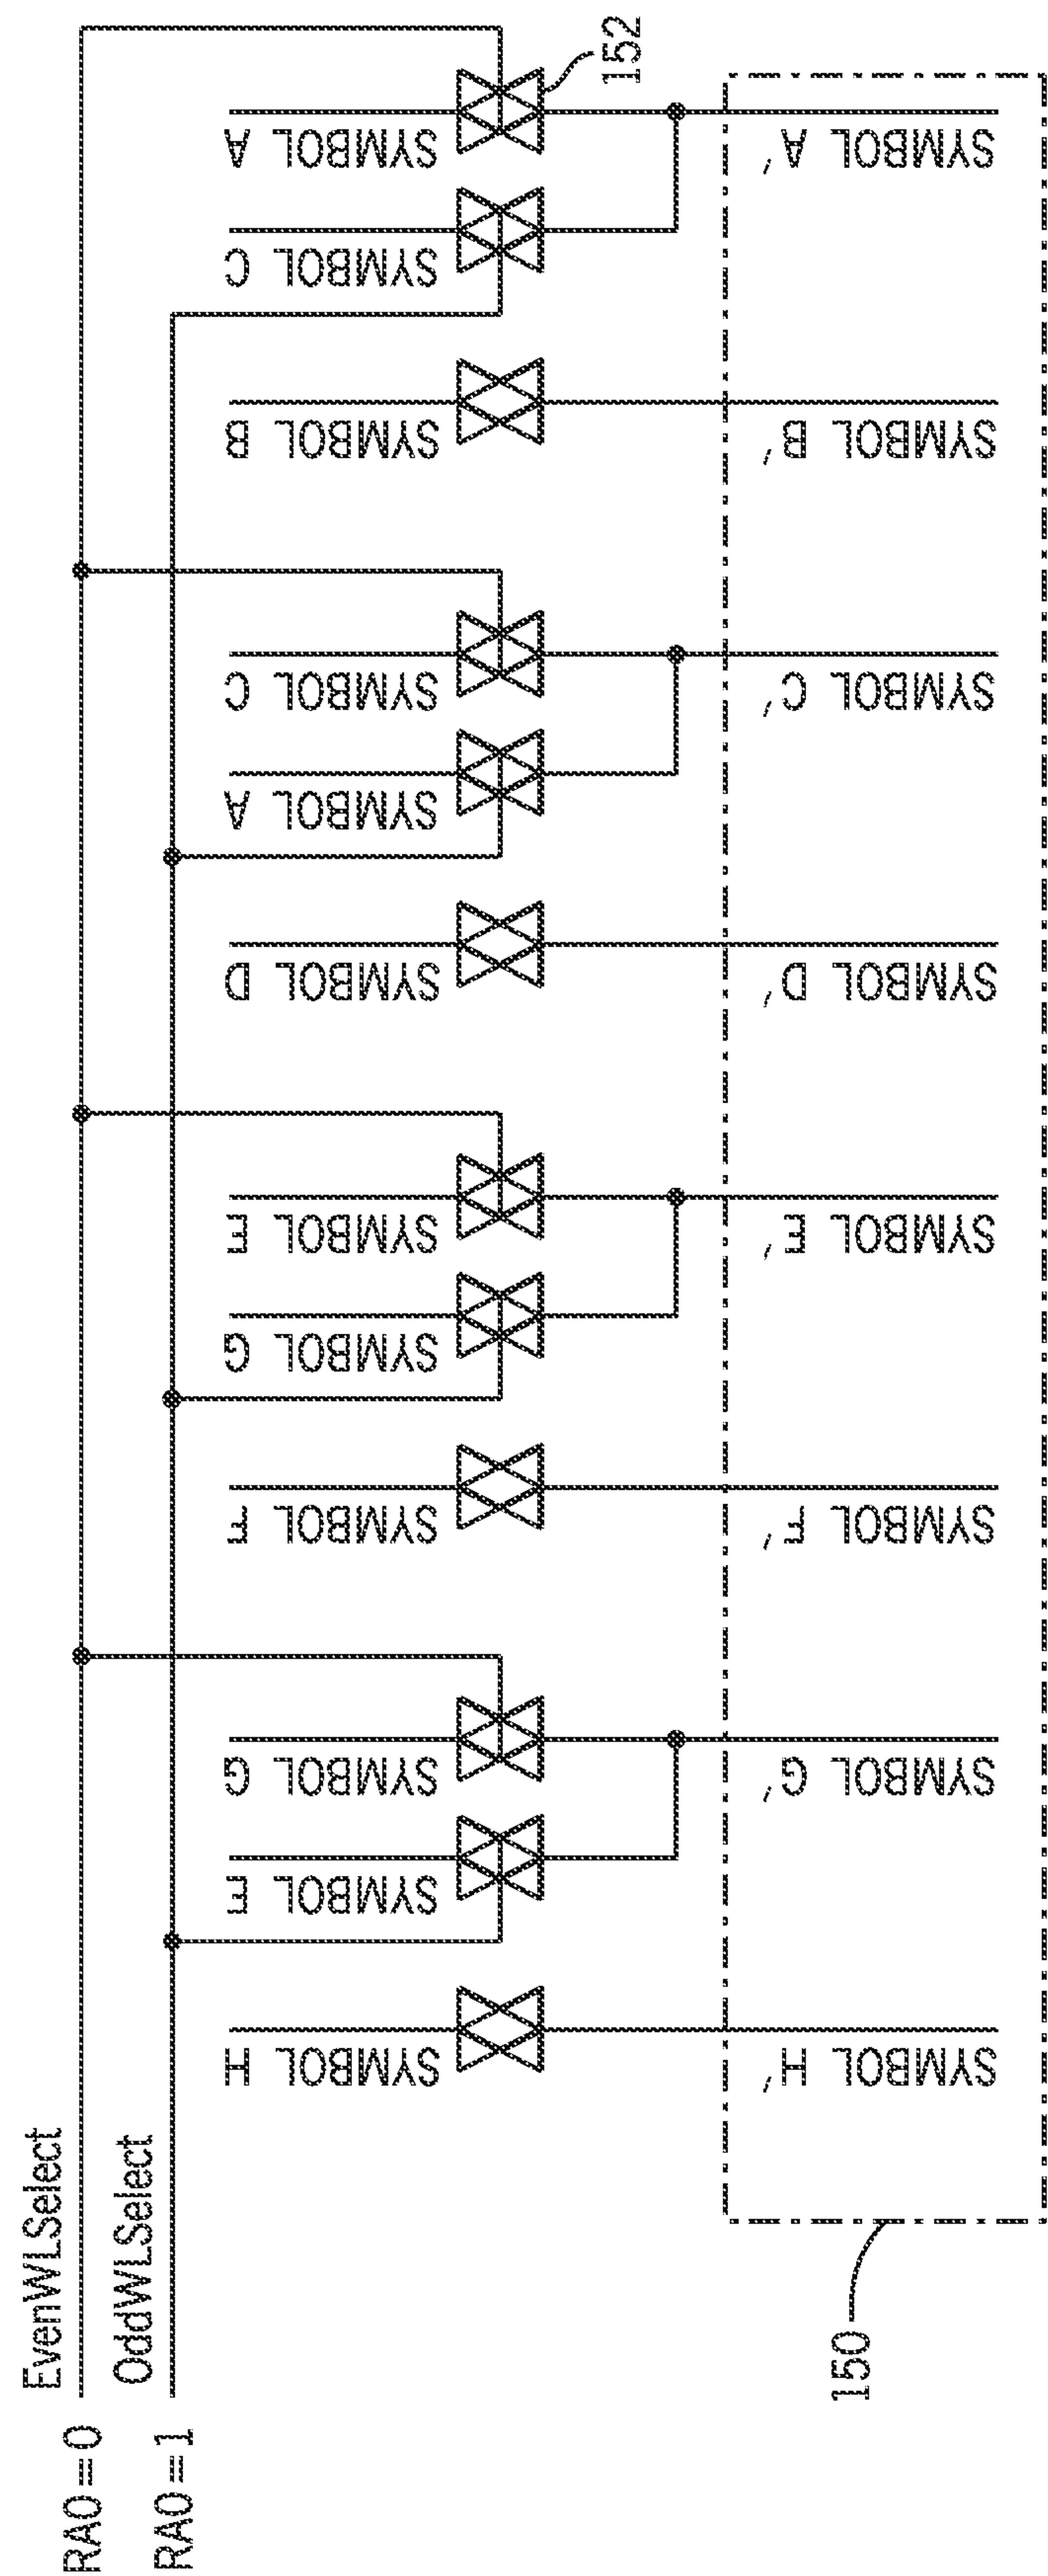 EvenWLSelect
RA0=0
OddWLSelect
RA0=1
152
SYMBOL A
SYMBOL C
SYMBOL B
SYMBOL C
SYMBOL A
SYMBOL D
SYMBOL E
SYMBOL G
SYMBOL F
SYMBOL G
SYMBOL E
SYMBOL H
SYMBOL A'
SYMBOL B'
SYMBOL C'
SYMBOL D'
SYMBOL E'
SYMBOL F'
SYMBOL G'
SYMBOL H'
150